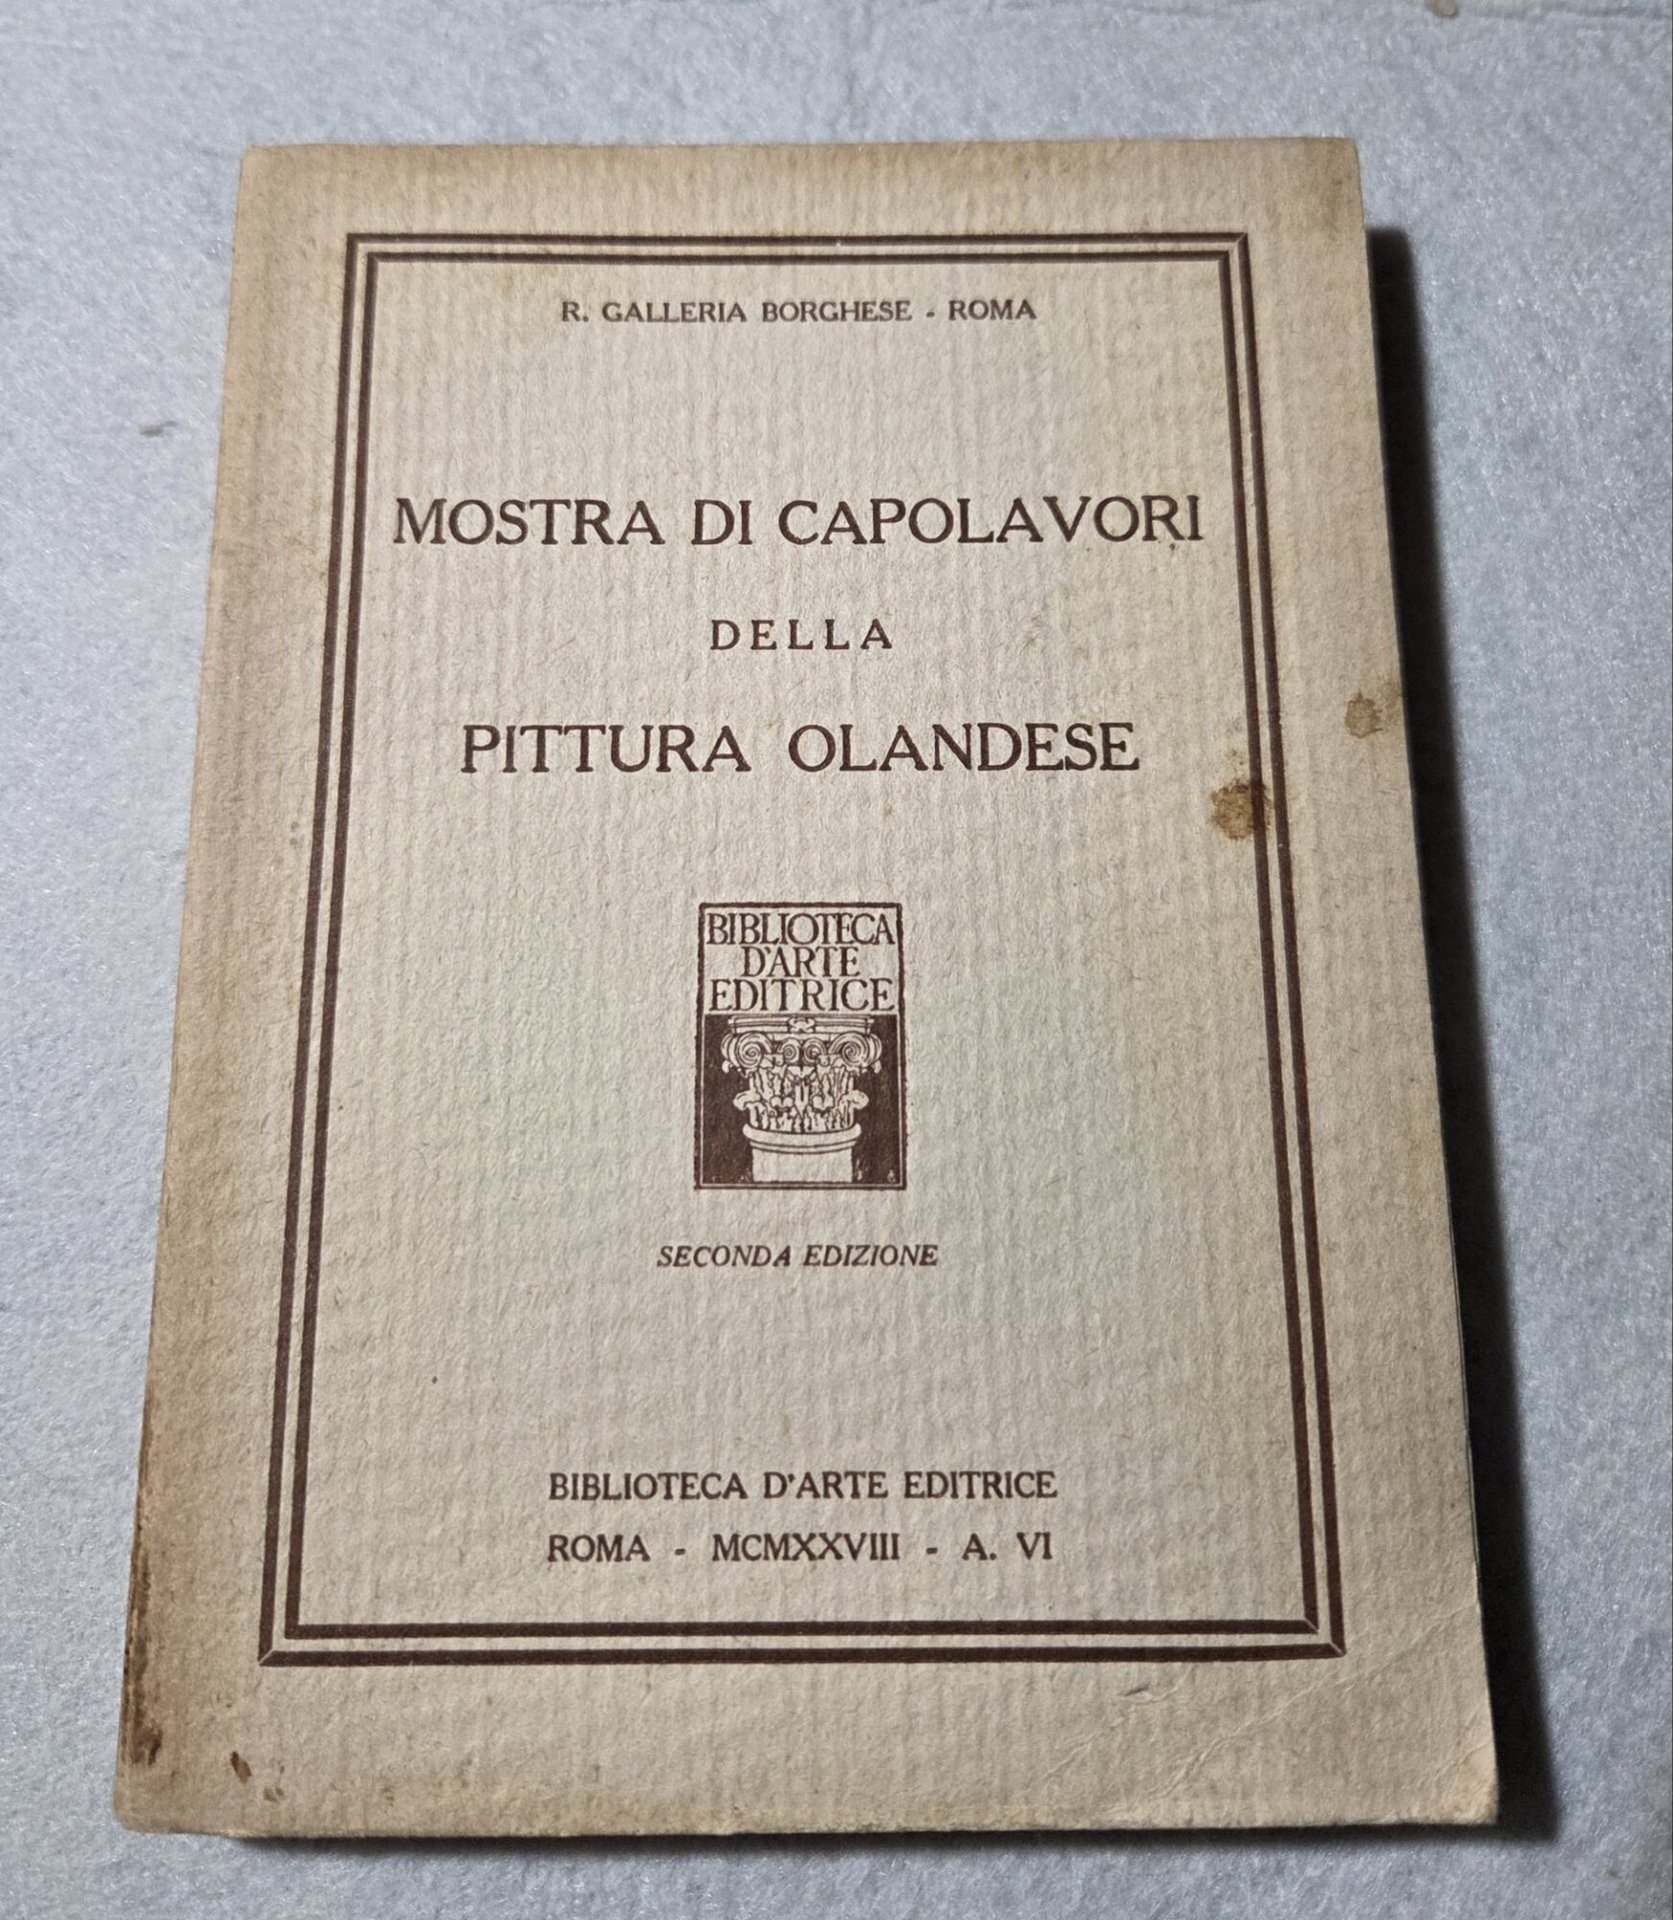 R. GALLERIA BORGHESE - ROMA
MOSTRA DI CAPOLAVORI
DELLA
PITTURA OLANDESE
BIBLIOTECA
D'ARTE
EDITRICE
SECONDA EDIZIONE
BIBLIOTECA D'ARTE EDITRICE
ROMA - MCMXXVIII - A. VI